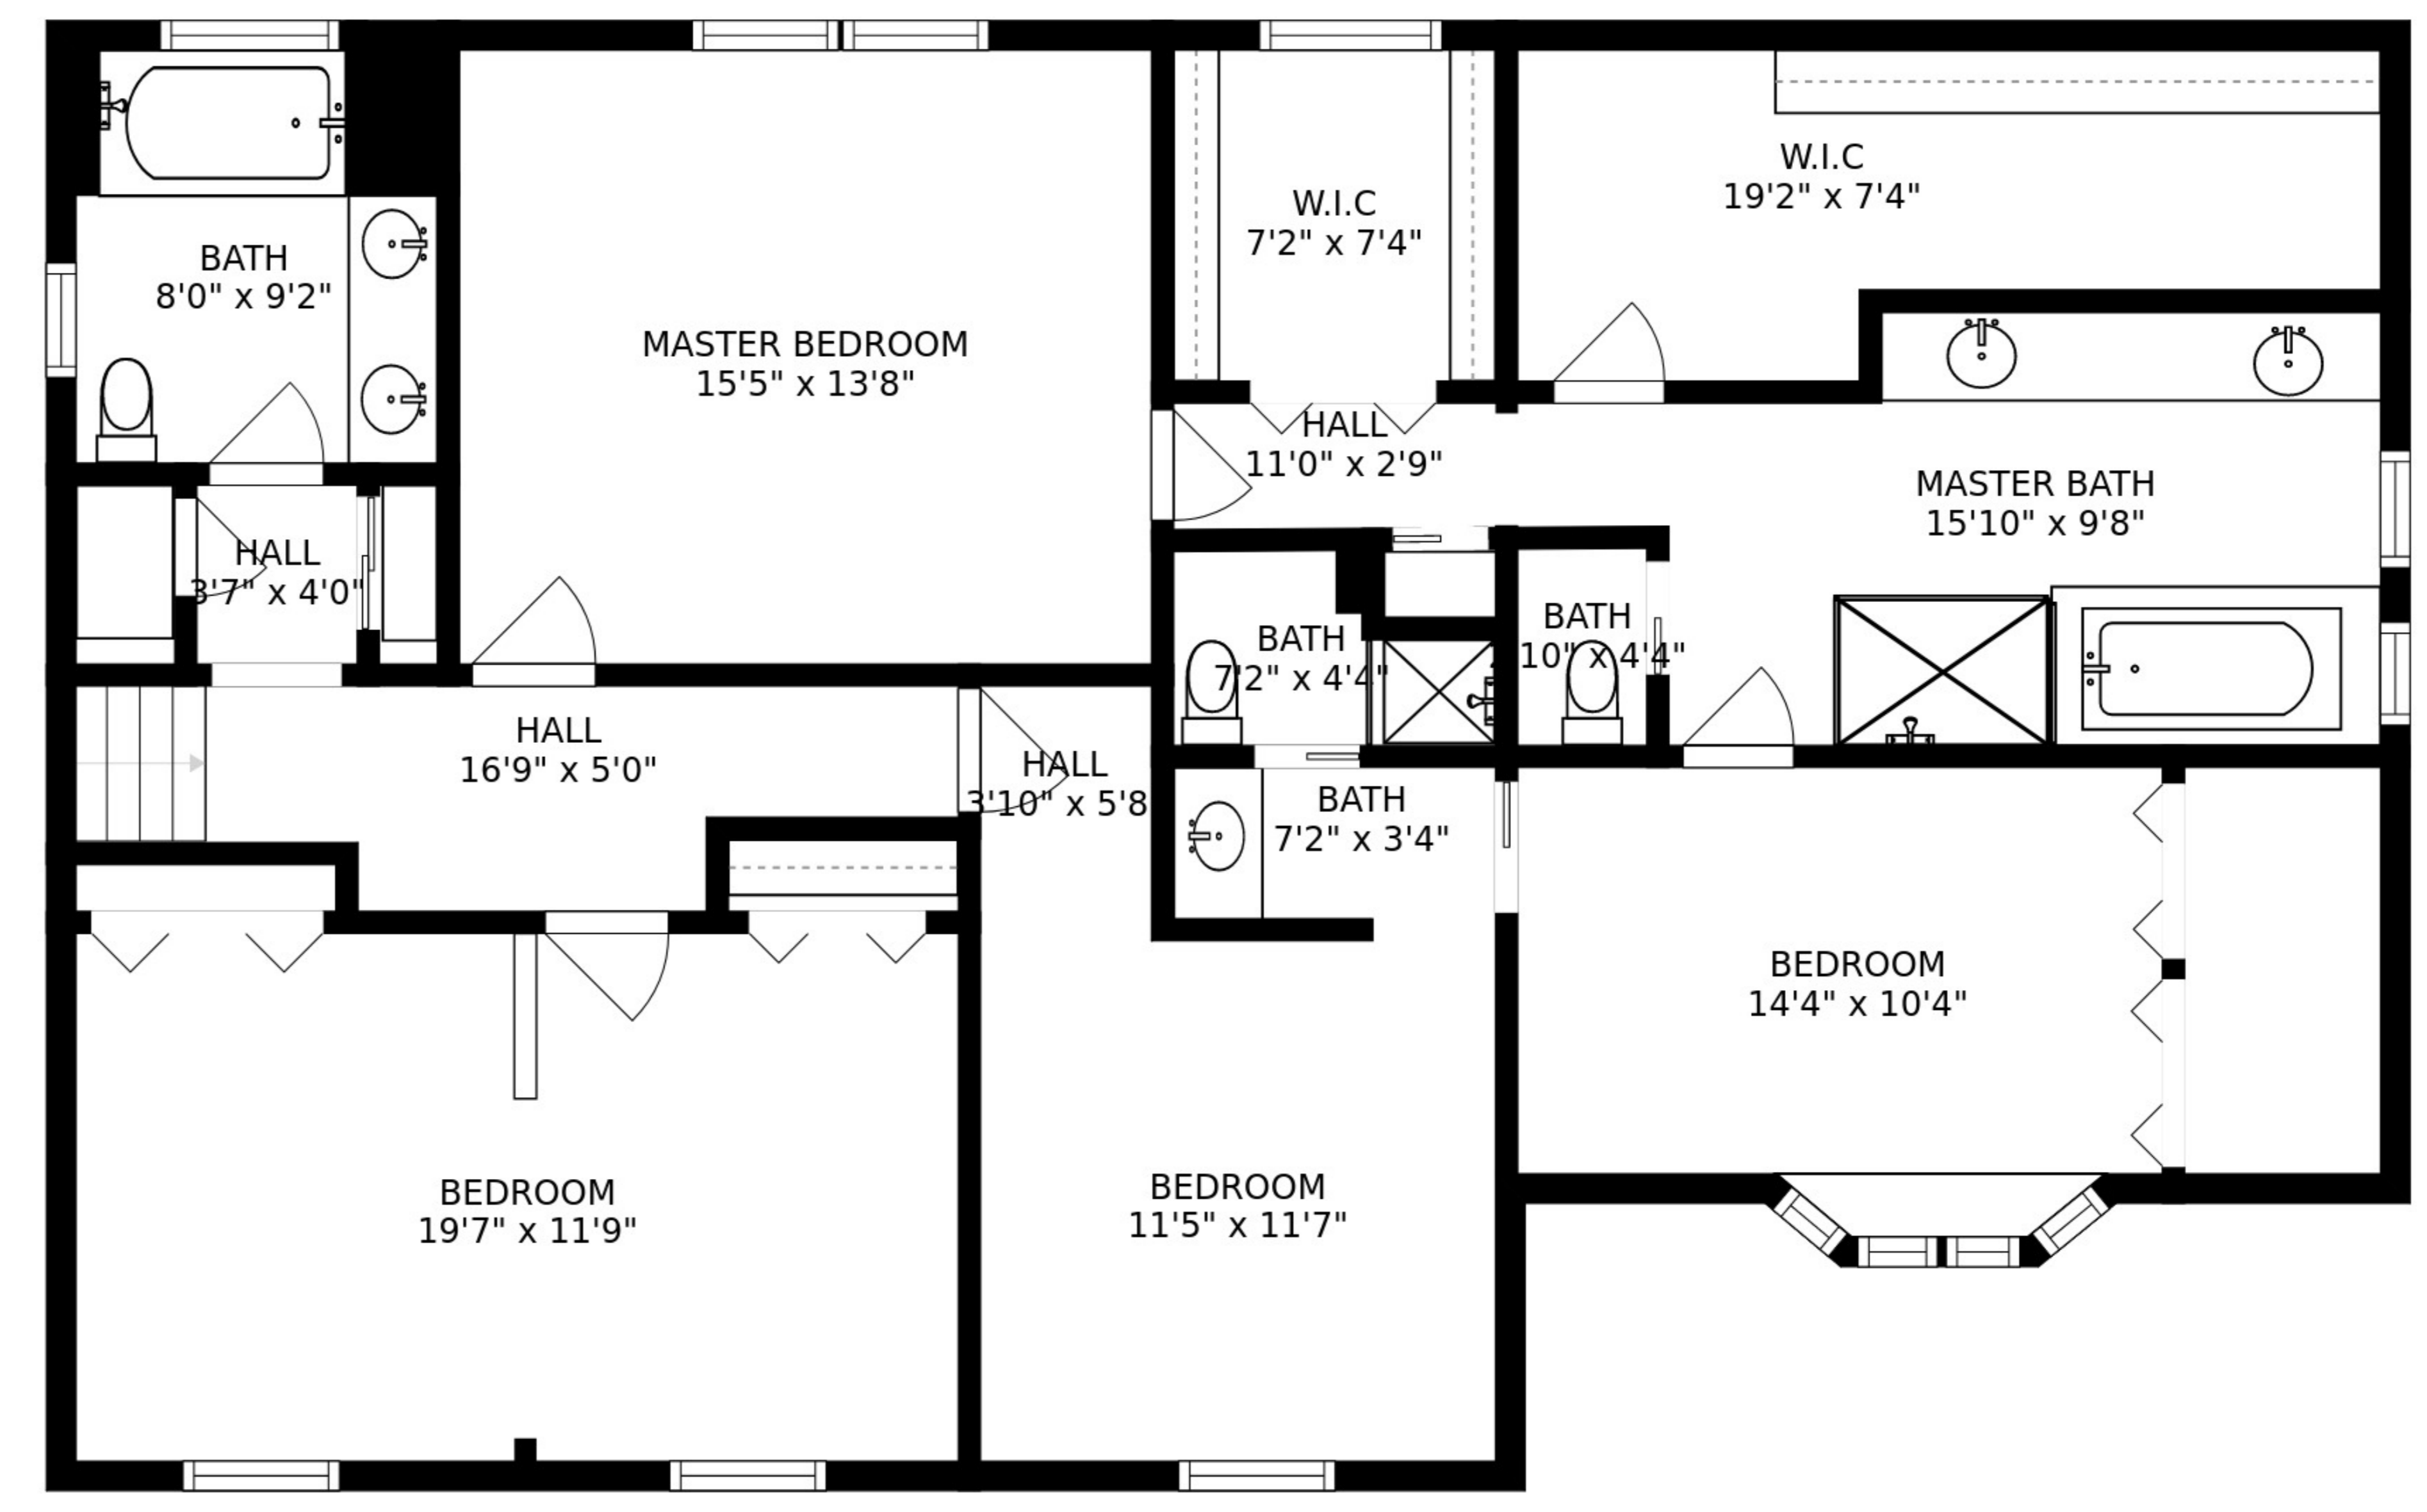 W.I.C
19'2" x 7'4"
W.I.C
7'2" x 7'4"
BATH
8'0" x 9'2"
MASTER BEDROOM
15'5" x 13'8"
HALL
11'0" x 2'9"
MASTER BATH
15'10" x 9'8"
HALL
3'7" x 4'0"
BATH
10" x 4'4"
BATH
7'2" x 4'4"
HALL
16'9" x 5'0"
HALL
3'10" x 5'8
BATH
7'2" x 3'4"
BEDROOM
14'4" x 10'4"
BEDROOM
19'7" x 11'9"
BEDROOM
11'5" x 11'7"